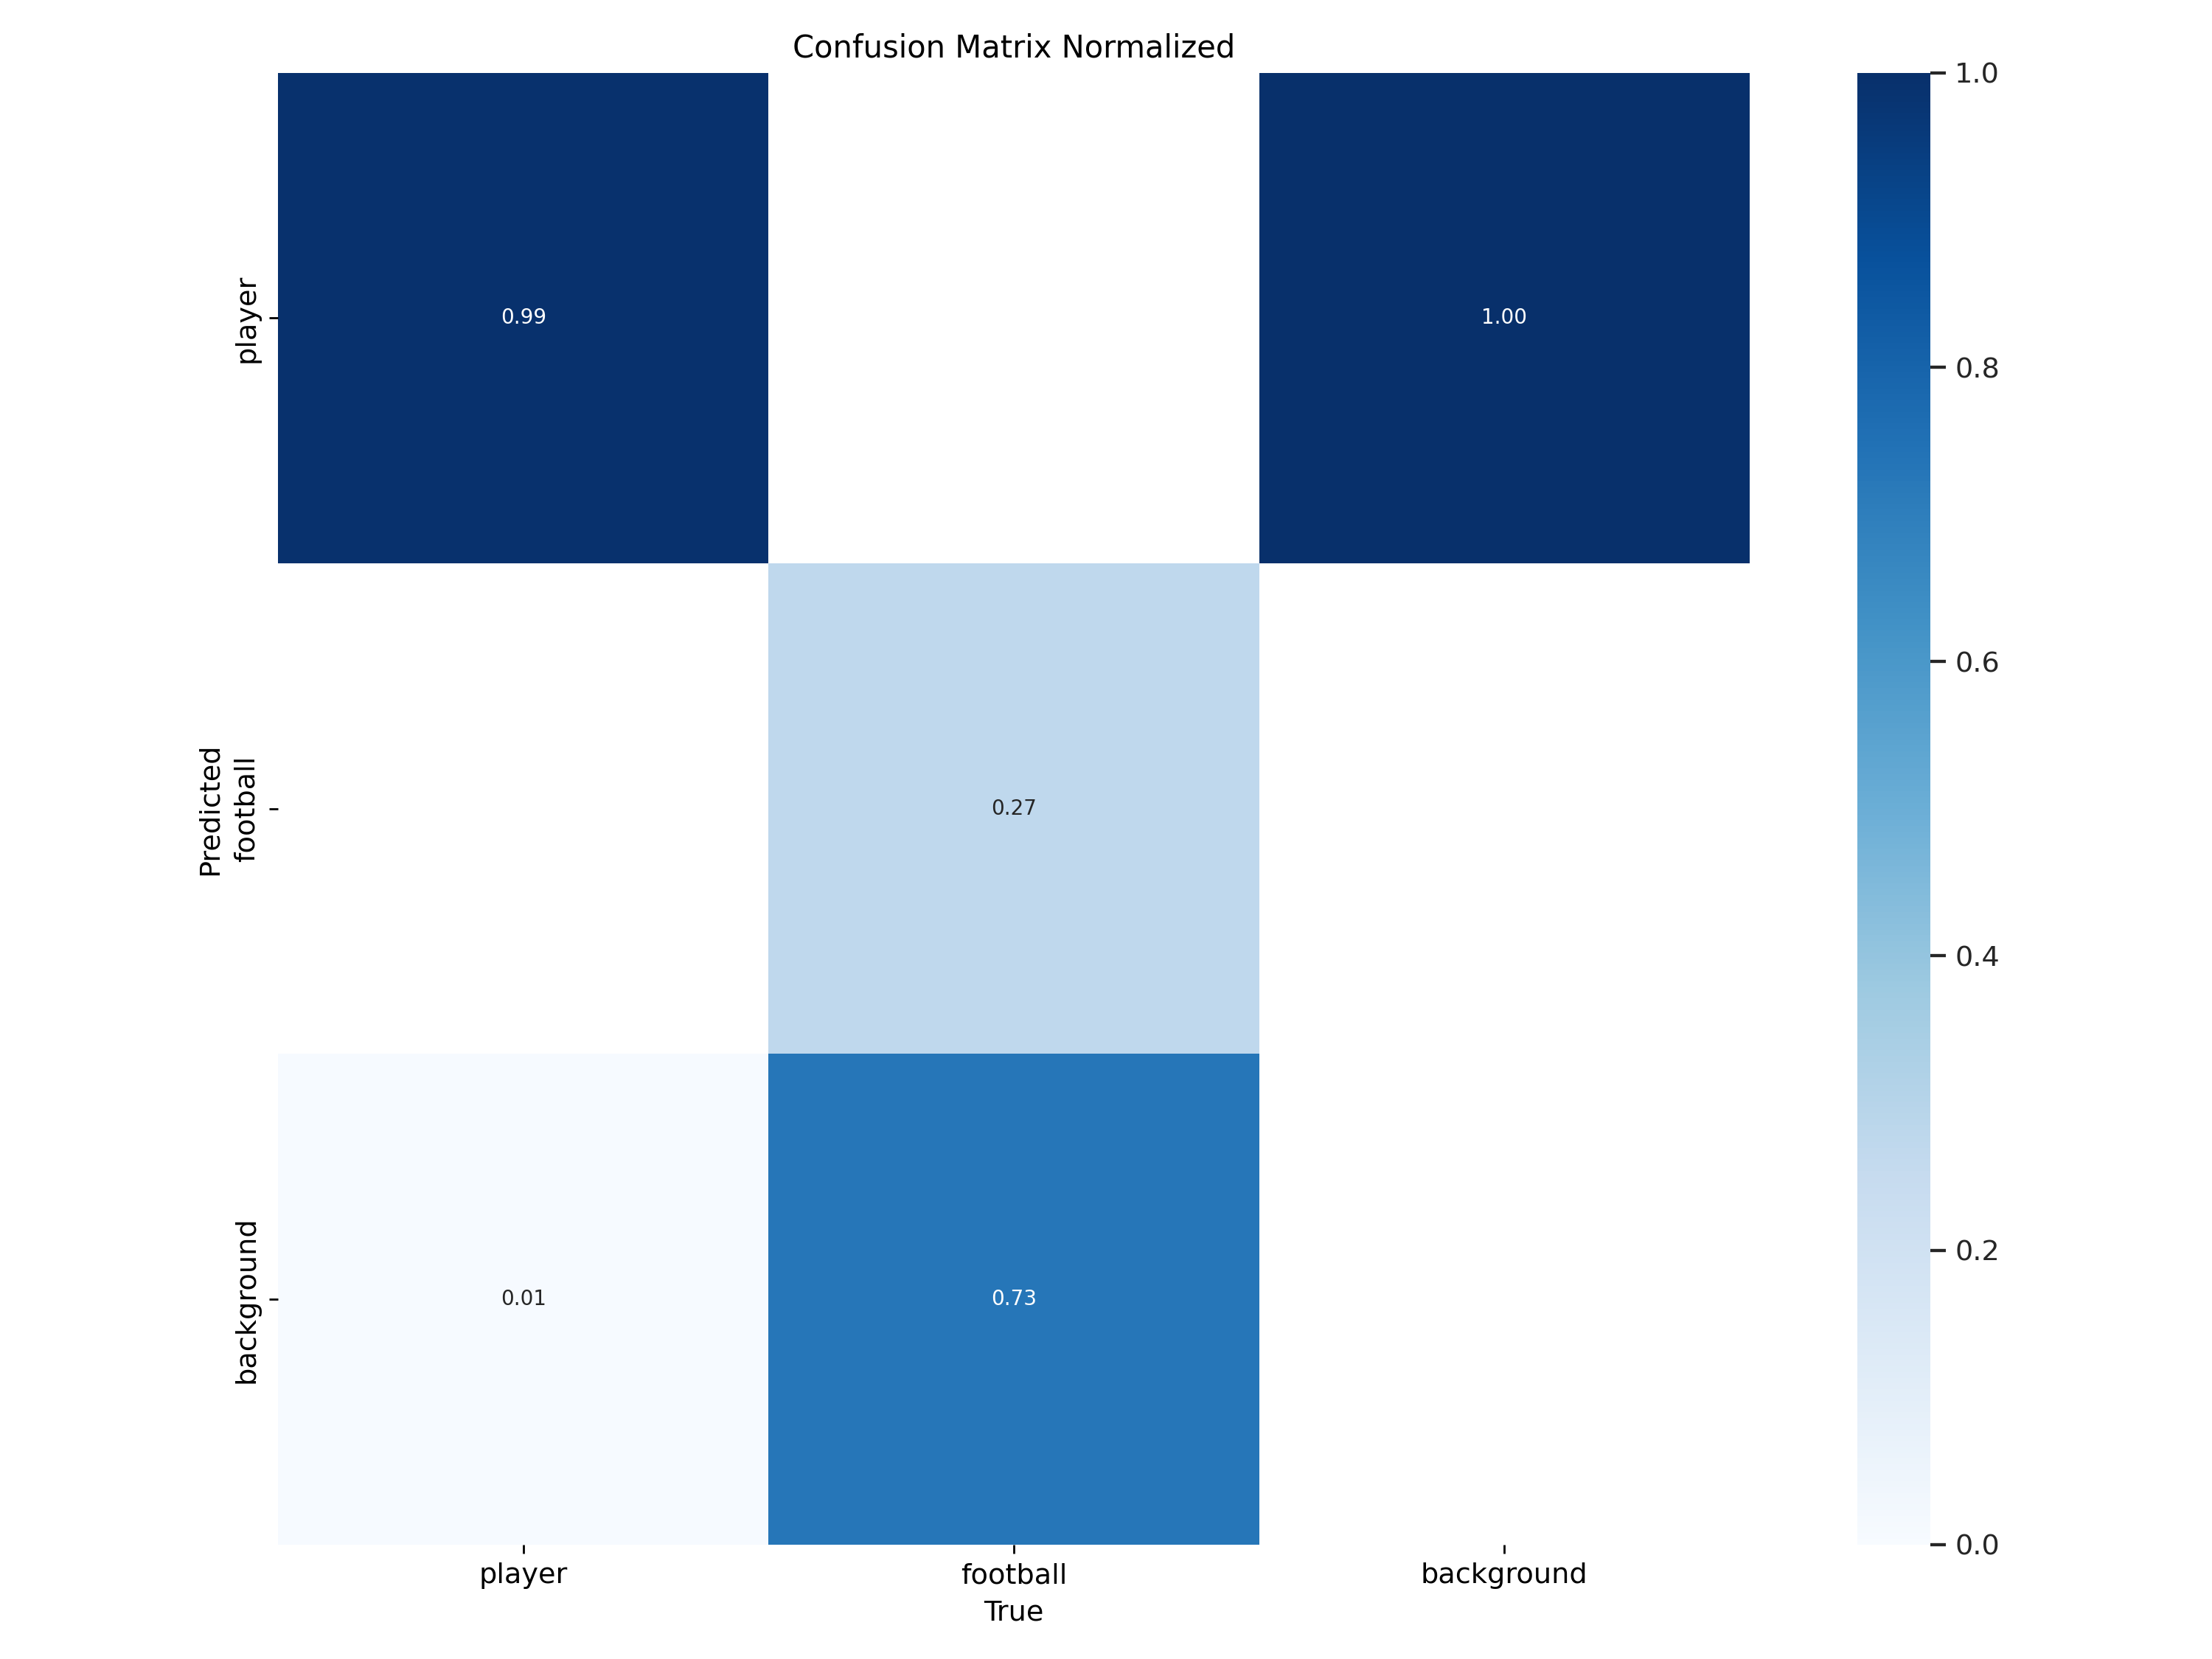 Confusion Matrix Normalized
player
0.99
1.00
Predicted
football
0.27
background
0.01
0.73
player
football
background
True
1.0
0.8
0.6
0.4
0.2
0.0